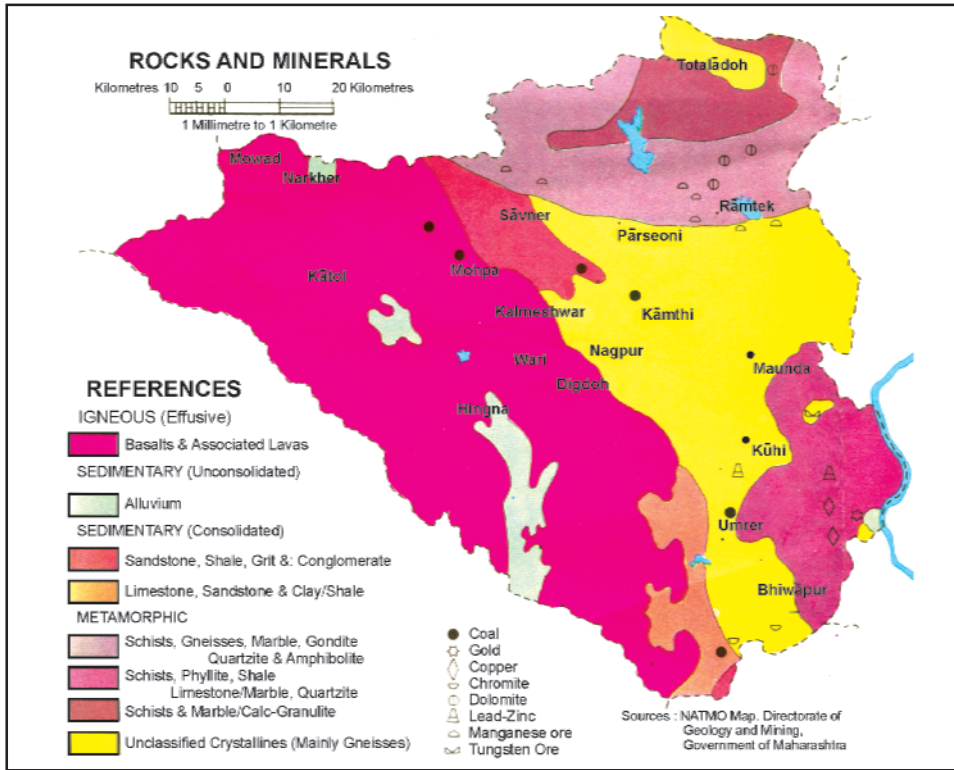 ROCKS AND MINERALS
Kilometres 10 5 0 10 20 Kilometres
1 Millimetre to 1 Kilometre
Totalādoh
Mowad
Narkher
Rāmtek
Sāvner
Pārseoni
Kātol
Mohpa
Kalmeshwar
Kāmthi
Nagpur
Wari
Maunda
Digdoh
Hingna
Kūhi
Umrer
Bhiwāpur
REFERENCES
IGNEOUS (Effusive)
Basalts & Associated Lavas
SEDIMENTARY (Unconsolidated)
Alluvium
SEDIMENTARY (Consolidated)
Sandstone, Shale, Grit &: Conglomerate
Limestone, Sandstone & Clay/Shale
METAMORPHIC
Schists, Gneisses, Marble, Gondite
Quartzite & Amphibolite
Schists, Phyllite, Shale
Limestone/Marble, Quartzite
Schists & Marble/Calc-Granulite
Unclassified Crystallines (Mainly Gneisses)
Coal
Gold
Copper
Chromite
Dolomite
Lead-Zinc
Manganese ore
Tungsten Ore
Sources : NATMO Map. Directorate of
Geology and Mining,
Government of Maharashtra